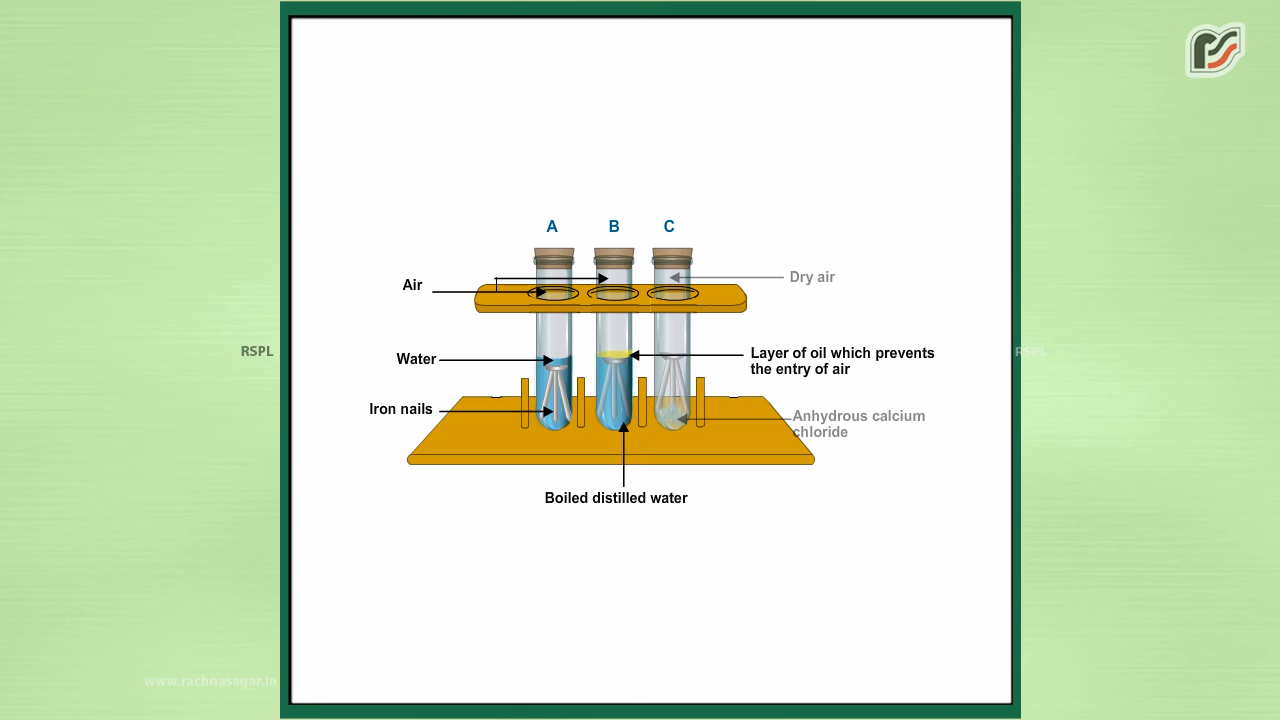 A B C
Air
Dry air
Water
Layer of oil which prevents
the entry of air
Iron nails
Anhydrous calcium
chloride
Boiled distilled water
RSPL
RSPL
www.rachnasagar.in